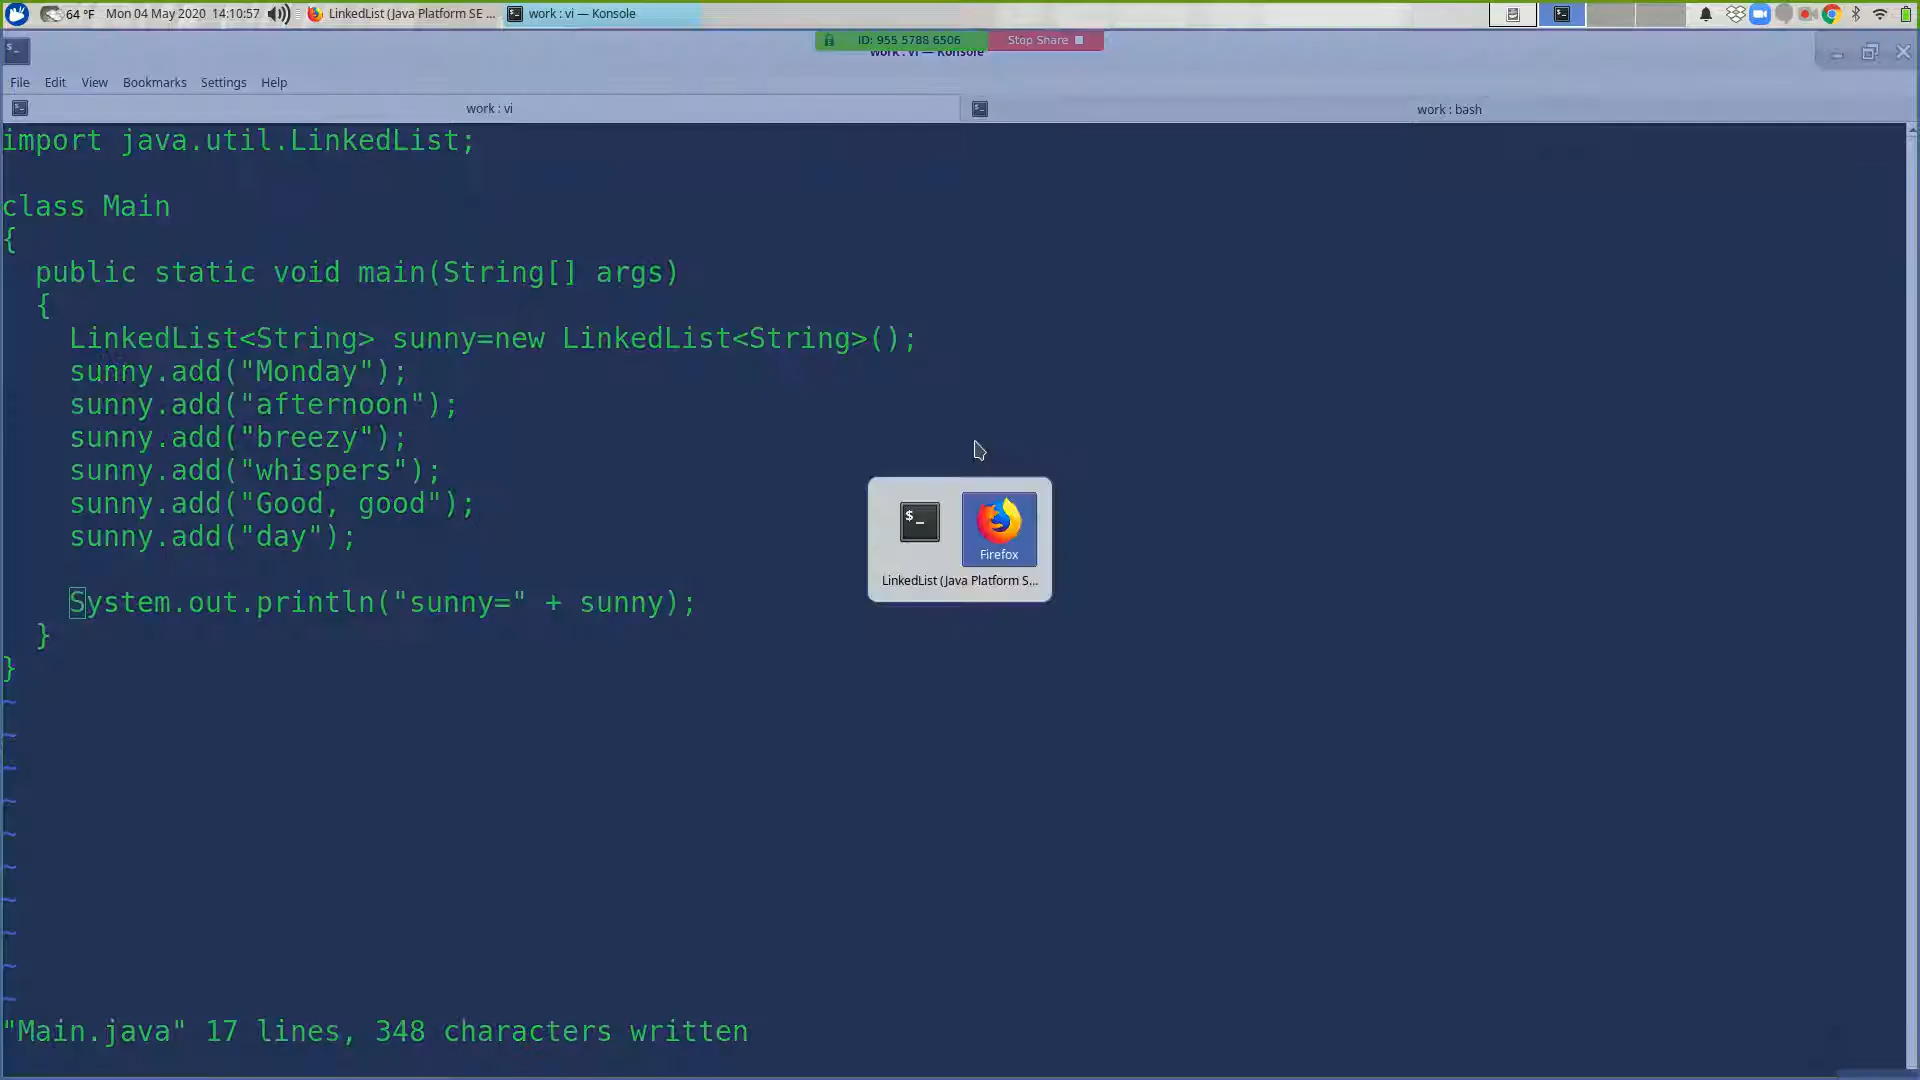 64 °F Mon 04 May 2020 14:10:57 LinkedList (Java Platform SE ... work : vi — Konsole
ID: 955 5788 6506 Stop Share
work : vi — Konsole
File Edit View Bookmarks Settings Help
work : vi work : bash
import java.util.LinkedList;
class Main
{
public static void main(String[] args)
{
LinkedList<String> sunny=new LinkedList<String>();
sunny.add("Monday");
sunny.add("afternoon");
sunny.add("breezy");
sunny.add("whispers");
sunny.add("Good, good");
sunny.add("day");
$_
Firefox
LinkedList (Java Platform S...
System.out.println("sunny=" + sunny);
}
}
~
~
~
~
~
~
~
~
~
~
"Main.java" 17 lines, 348 characters written